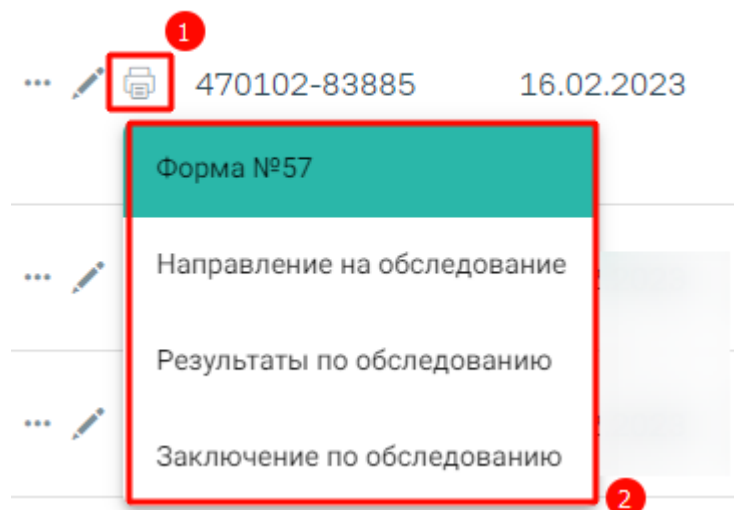 1
470102-83885 16.02.2023
Форма №57
Направление на обследование
Результаты по обследованию
Заключение по обследованию
2